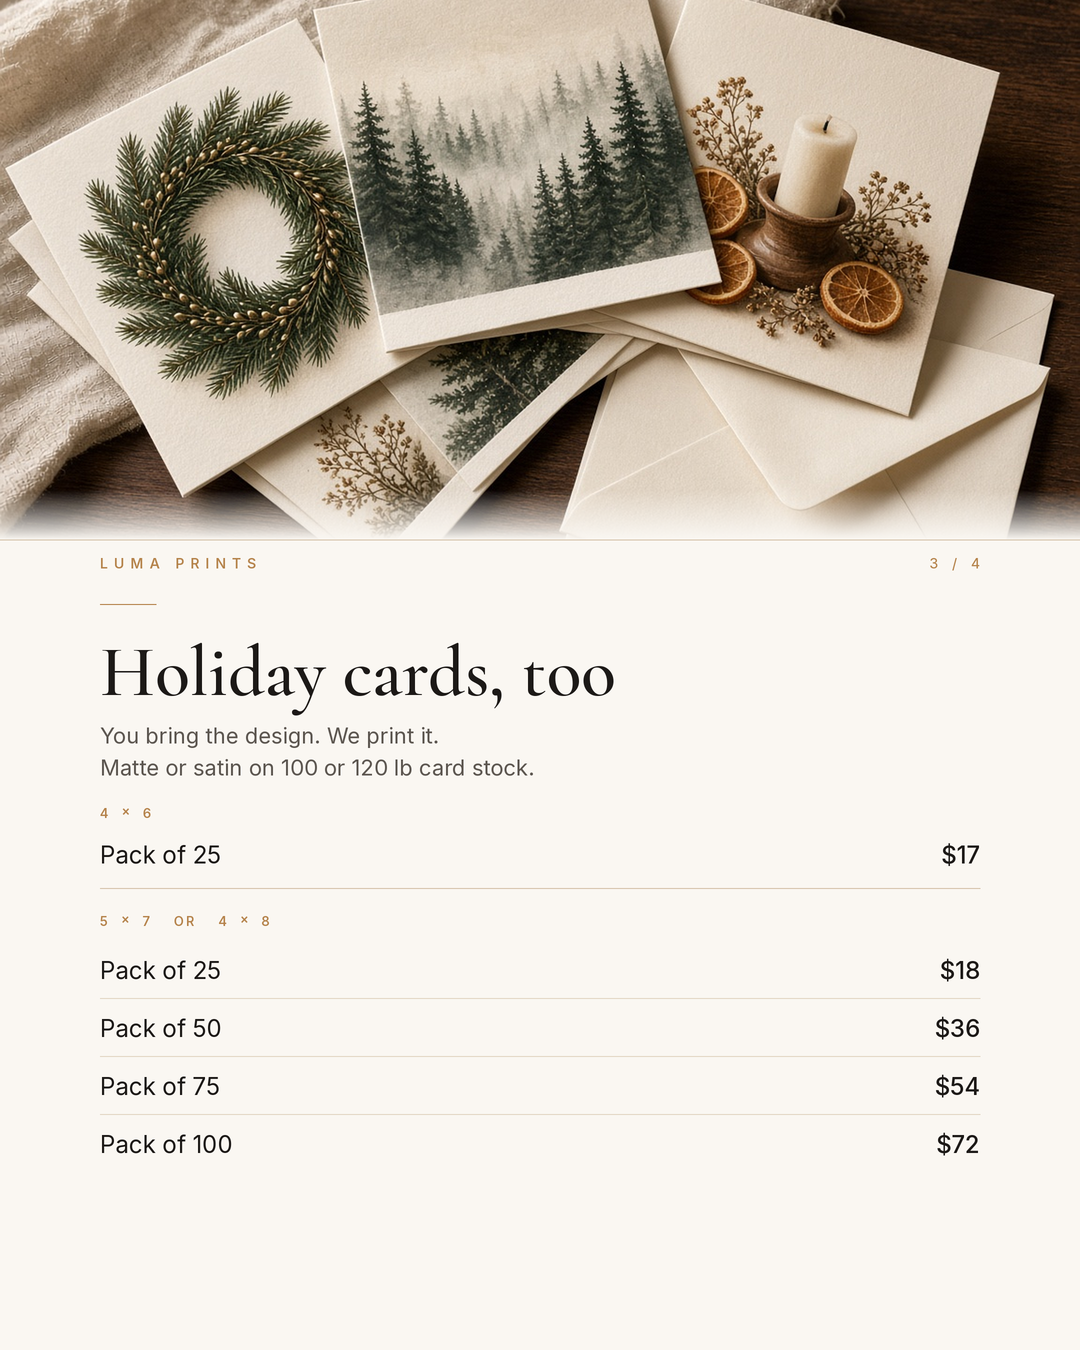 LUMA PRINTS
3 / 4
Holiday cards, too
You bring the design. We print it.
Matte or satin on 100 or 120 lb card stock.
4 × 6
Pack of 25 $17
5 × 7 OR 4 × 8
Pack of 25 $18
Pack of 50 $36
Pack of 75 $54
Pack of 100 $72